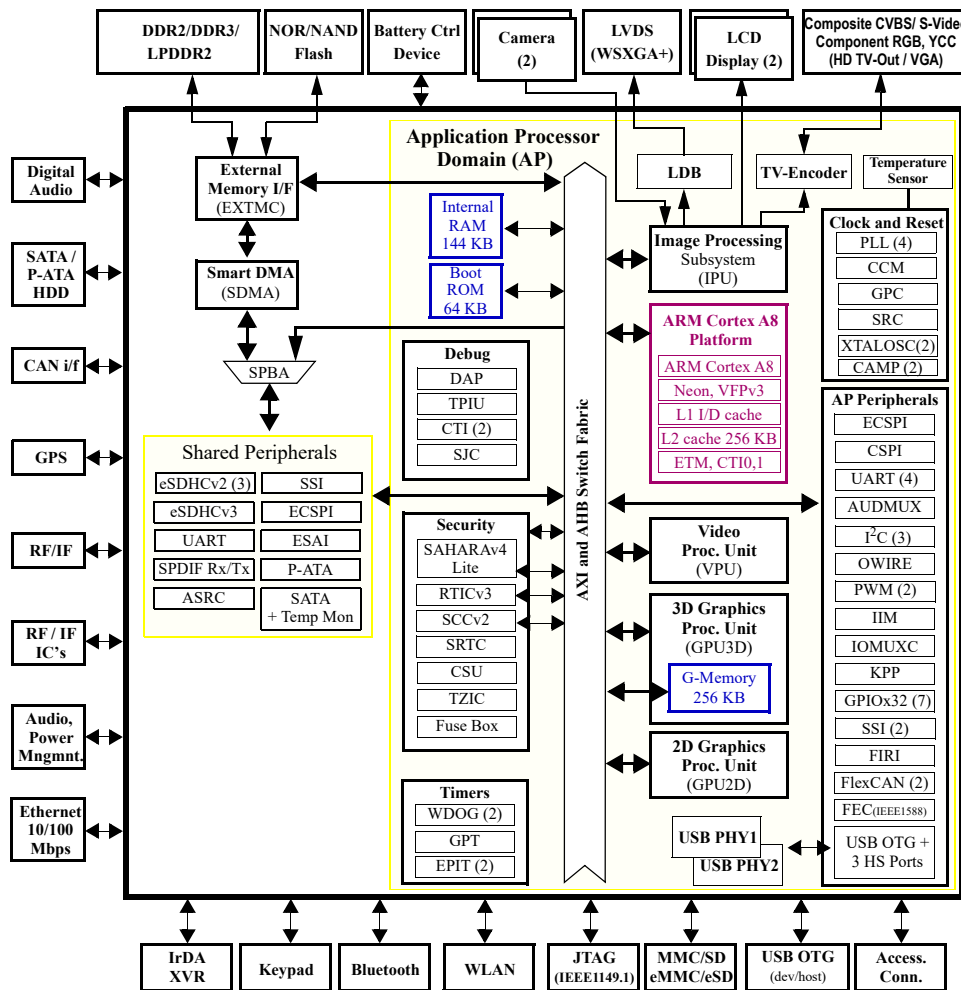 DDR2/DDR3/
LPDDR2
NOR/NAND
Flash
Battery Ctrl
Device
Camera
(2)
LVDS
(WSXGA+)
LCD
Display (2)
Composite CVBS/ S-Video
Component RGB, YCC
(HD TV-Out / VGA)
Digital
Audio
SATA /
P-ATA
HDD
CAN i/f
GPS
RF/IF
RF / IF
IC's
Audio,
Power
Mngmnt.
Ethernet
10/100
Mbps
External
Memory I/F
(EXTMC)
Smart DMA
(SDMA)
SPBA
Shared Peripherals
eSDHCv2 (3)
SSI
eSDHCv3
ECSPI
UART
ESAI
SPDIF Rx/Tx
P-ATA
ASRC
SATA
+ Temp Mon
Application Processor
Domain (AP)
Internal
RAM
144 KB
Boot
ROM
64 KB
Debug
DAP
TPIU
CTI (2)
SJC
Security
SAHARAv4
Lite
RTICv3
SCCv2
SRTC
CSU
TZIC
Fuse Box
Timers
WDOG (2)
GPT
EPIT (2)
AXI and AHB Switch Fabric
LDB
TV-Encoder
Image Processing
Subsystem
(IPU)
ARM Cortex A8
Platform
ARM Cortex A8
Neon, VFPv3
L1 I/D cache
L2 cache 256 KB
ETM, CTI0,1
Video
Proc. Unit
(VPU)
3D Graphics
Proc. Unit
(GPU3D)
G-Memory
256 KB
2D Graphics
Proc. Unit
(GPU2D)
USB PHY1
USB PHY2
Temperature
Sensor
Clock and Reset
PLL (4)
CCM
GPC
SRC
XTALOSC(2)
CAMP (2)
AP Peripherals
ECSPI
CSPI
UART (4)
AUDMUX
I2C (3)
OWIRE
PWM (2)
IIM
IOMUXC
KPP
GPIOx32 (7)
SSI (2)
FIRI
FlexCAN (2)
FEC(IEEE1588)
USB OTG +
3 HS Ports
IrDA
XVR
Keypad
Bluetooth
WLAN
JTAG
(IEEE1149.1)
MMC/SD
eMMC/eSD
USB OTG
(dev/host)
Access.
Conn.